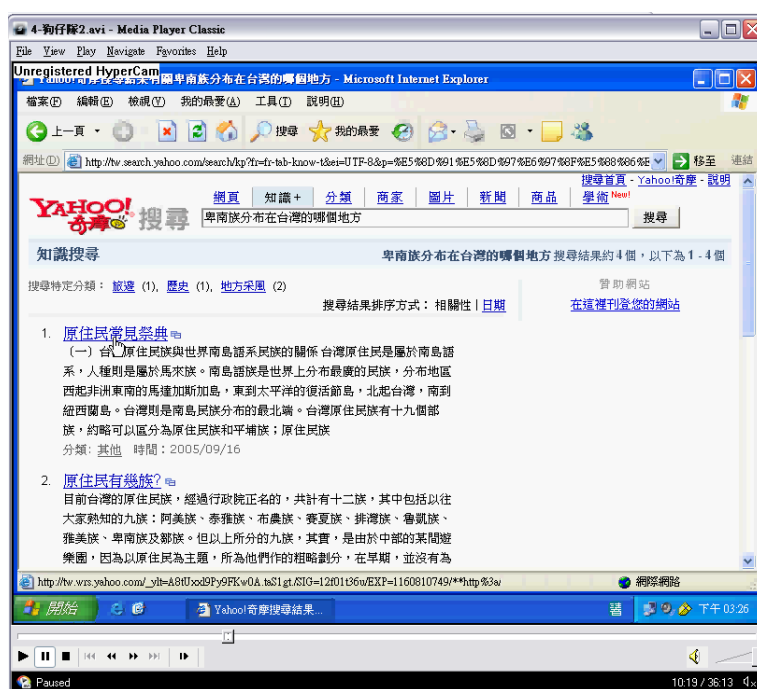 4-狗仔隊2.avi - Media Player Classic
File View Play Navigate Favorites Help
Unregistered HyperCam
卑南族分布在台灣的哪個地方 - Microsoft Internet Explorer
檔案(F) 編輯(E) 檢視(V) 我的最愛(A) 工具(T) 說明(H)
上一頁 搜尋 我的最愛
網址(D) http://tw.search.yahoo.com/search/kp?fr=fr-tab-know-t&ei=UTF-8&p=%E5%8D%91%E5%8D%97%E6%97%8F%E5%88%86%E 移至 連結
搜尋首頁 - Yahoo!奇摩 - 說明
YAHOO!奇摩 搜尋 網頁 知識+ 分類 商家 圖片 新聞 商品 學術 New!
卑南族分布在台灣的哪個地方 搜尋
知識搜尋 卑南族分布在台灣的哪個地方 搜尋結果約4個,以下為1-4個
搜尋特定分類: 旅遊 (1), 歷史 (1), 地方采風 (2) 贊助網站
搜尋結果排序方式: 相關性 | 日期 在這裡刊登您的網站
1. 原住民常見祭典
(一) 台 原住民族與世界南島語系民族的關係 台灣原住民是屬於南島語
系,人種則是屬於馬來族。南島語族是世界上分布最廣的民族,分布地區
西起非洲東南的馬達加斯加島,東到太平洋的復活節島,北起台灣,南到
紐西蘭島。台灣則是南島民族分布的最北端。台灣原住民族有十九個部
族,約略可以區分為原住民族和平埔族;原住民族
分類: 其他 時間: 2005/09/16
2. 原住民有幾族?
目前台灣的原住民族,經過行政院正名的,共計有十二族,其中包括以往
大家熟知的九族:阿美族、泰雅族、布農族、賽夏族、排灣族、魯凱族、
雅美族、卑南族及鄒族。但以上所分的九族,其實,是由於中部的某間遊
樂園,因為以原住民為主題,所為他們作的粗略劃分,在早期,並沒有為
http://tw.wrs.yahoo.com/_ylt=A8tUxxd9Py9FKw0A.taS1gt./SIG=12f01t36u/EXP=1160810749/**http%3a/ 網際網路
開始 Yahoo!奇摩搜尋結果... 下午 03:26
Paused 10:19 / 36:13